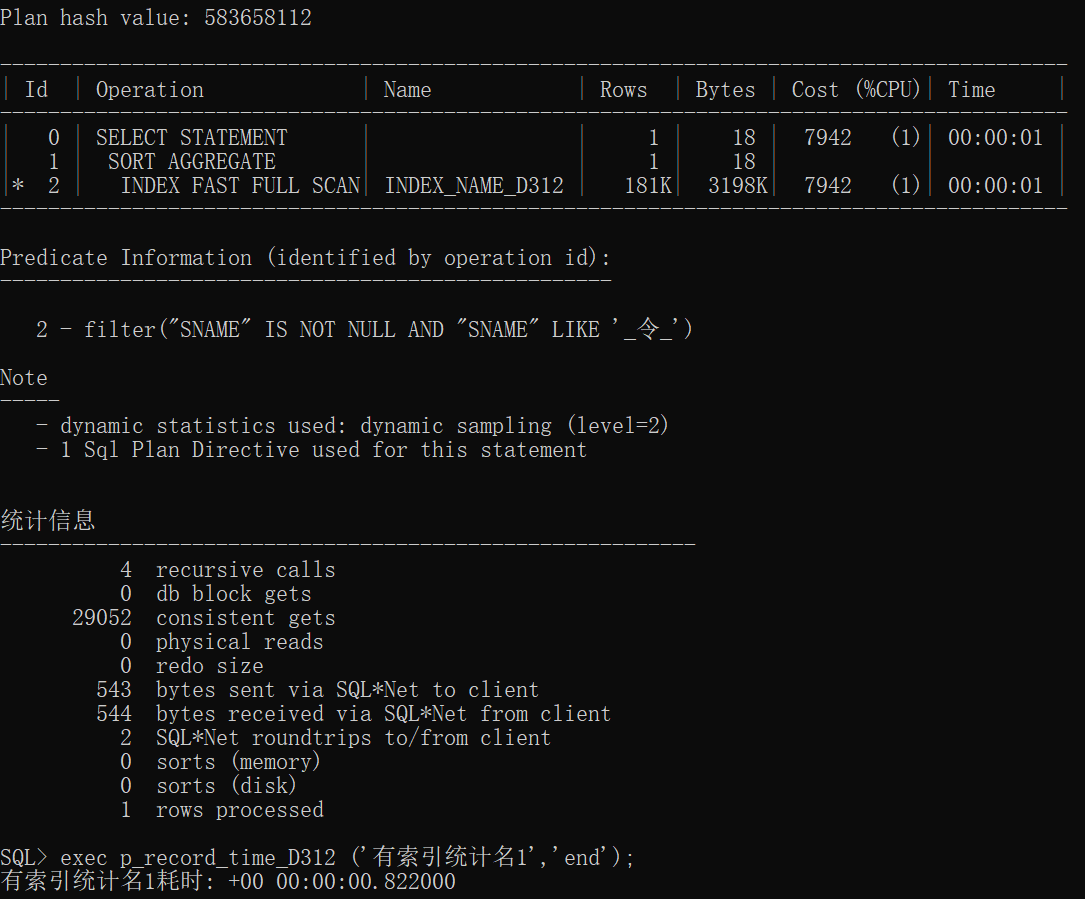 Plan hash value: 583658112
--------------------------------------------------------------------------------
| Id | Operation | Name | Rows | Bytes | Cost (%CPU)| Time |
--------------------------------------------------------------------------------
| 0 | SELECT STATEMENT | | 1 | 18 | 7942 (1)| 00:00:01 |
| 1 | SORT AGGREGATE | | 1 | 18 | | |
|* 2 | INDEX FAST FULL SCAN| INDEX_NAME_D312 | 181K| 3198K| 7942 (1)| 00:00:01 |
--------------------------------------------------------------------------------
Predicate Information (identified by operation id):
---------------------------------------------------
2 - filter("SNAME" IS NOT NULL AND "SNAME" LIKE '_令_')
Note
-----
- dynamic statistics used: dynamic sampling (level=2)
- 1 Sql Plan Directive used for this statement
统计信息
----------------------------------------------------------
4 recursive calls
0 db block gets
29052 consistent gets
0 physical reads
0 redo size
543 bytes sent via SQL*Net to client
544 bytes received via SQL*Net from client
2 SQL*Net roundtrips to/from client
0 sorts (memory)
0 sorts (disk)
1 rows processed
SQL> exec p_record_time_D312 ('有索引统计名1','end');
有索引统计名1耗时: +00 00:00:00.822000